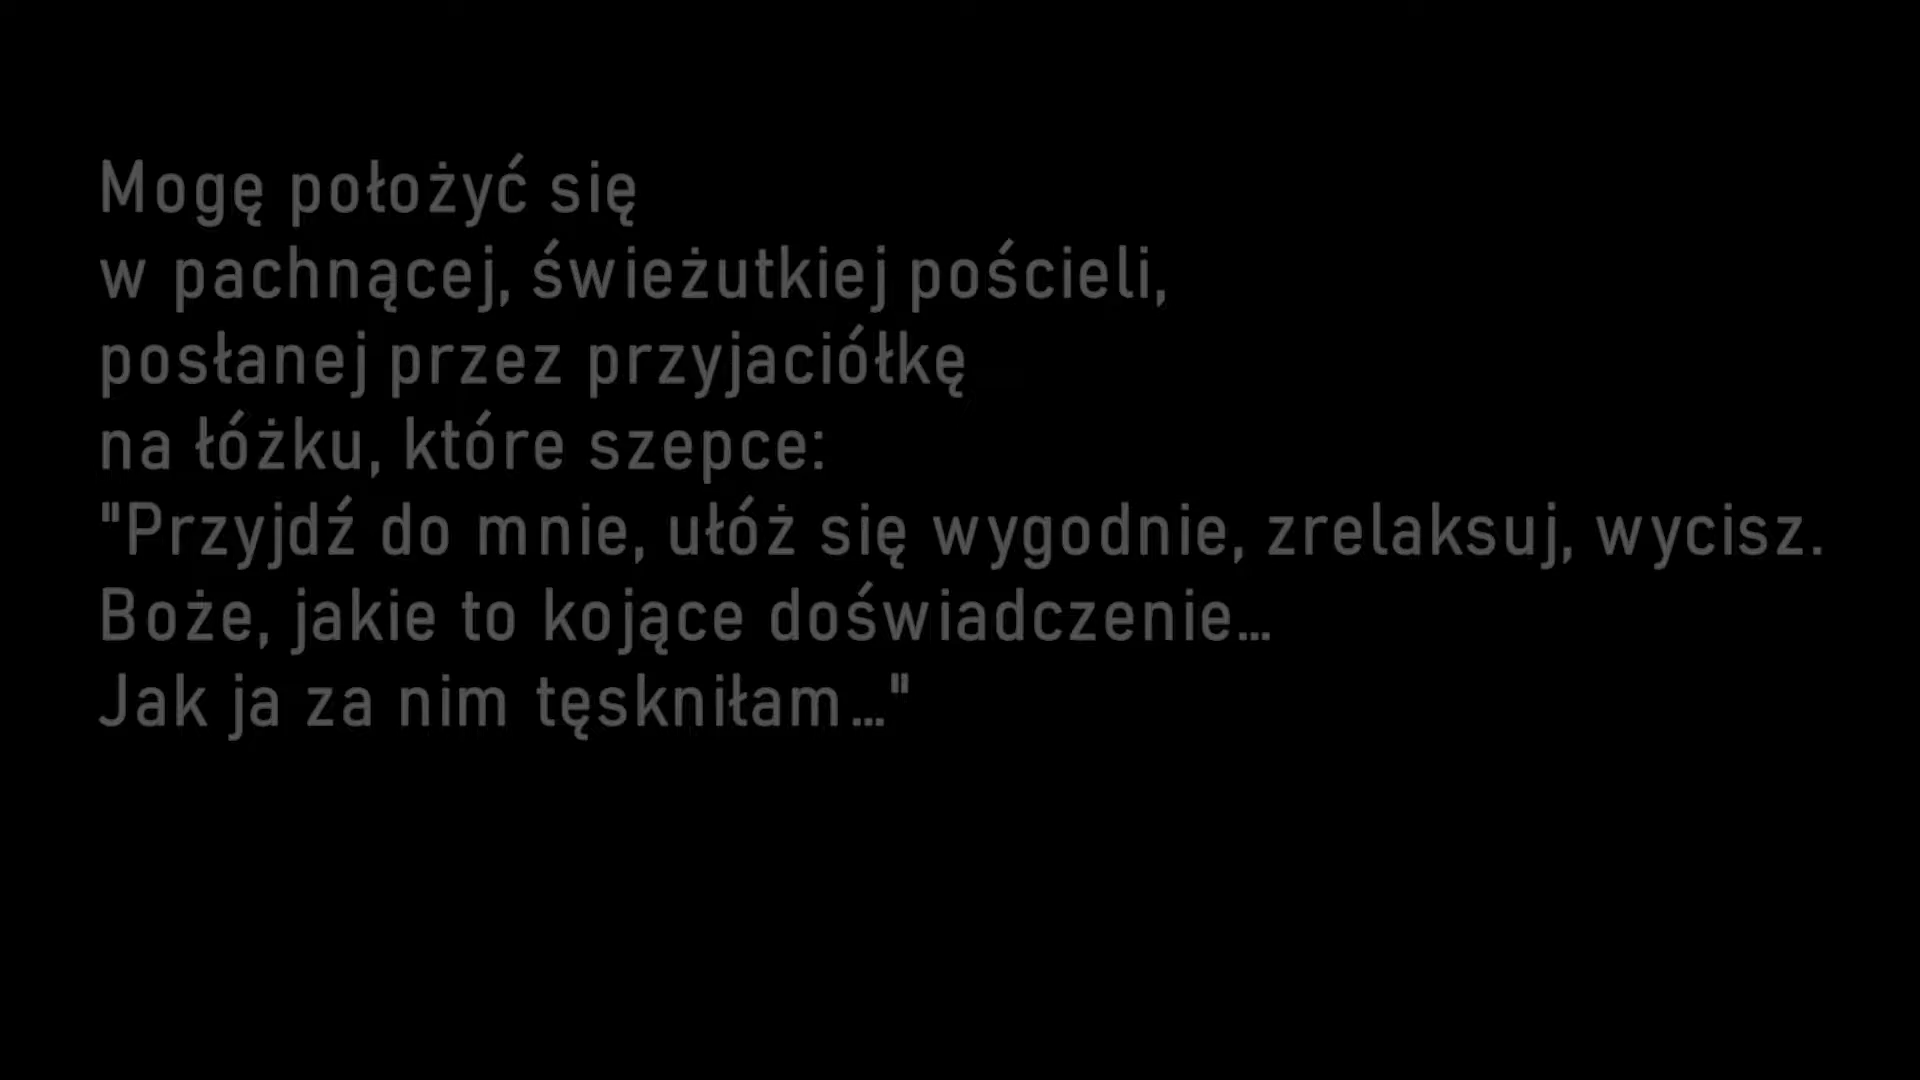 Mogę położyć się
w pachnącej, świeżutkiej pościeli,
posłanej przez przyjaciółkę
na łóżku, które szepce:
"Przyjdź do mnie, ułóż się wygodnie, zrelaksuj, wycisz.
Boże, jakie to kojące doświadczenie...
Jak ja za nim tęskniłam..."